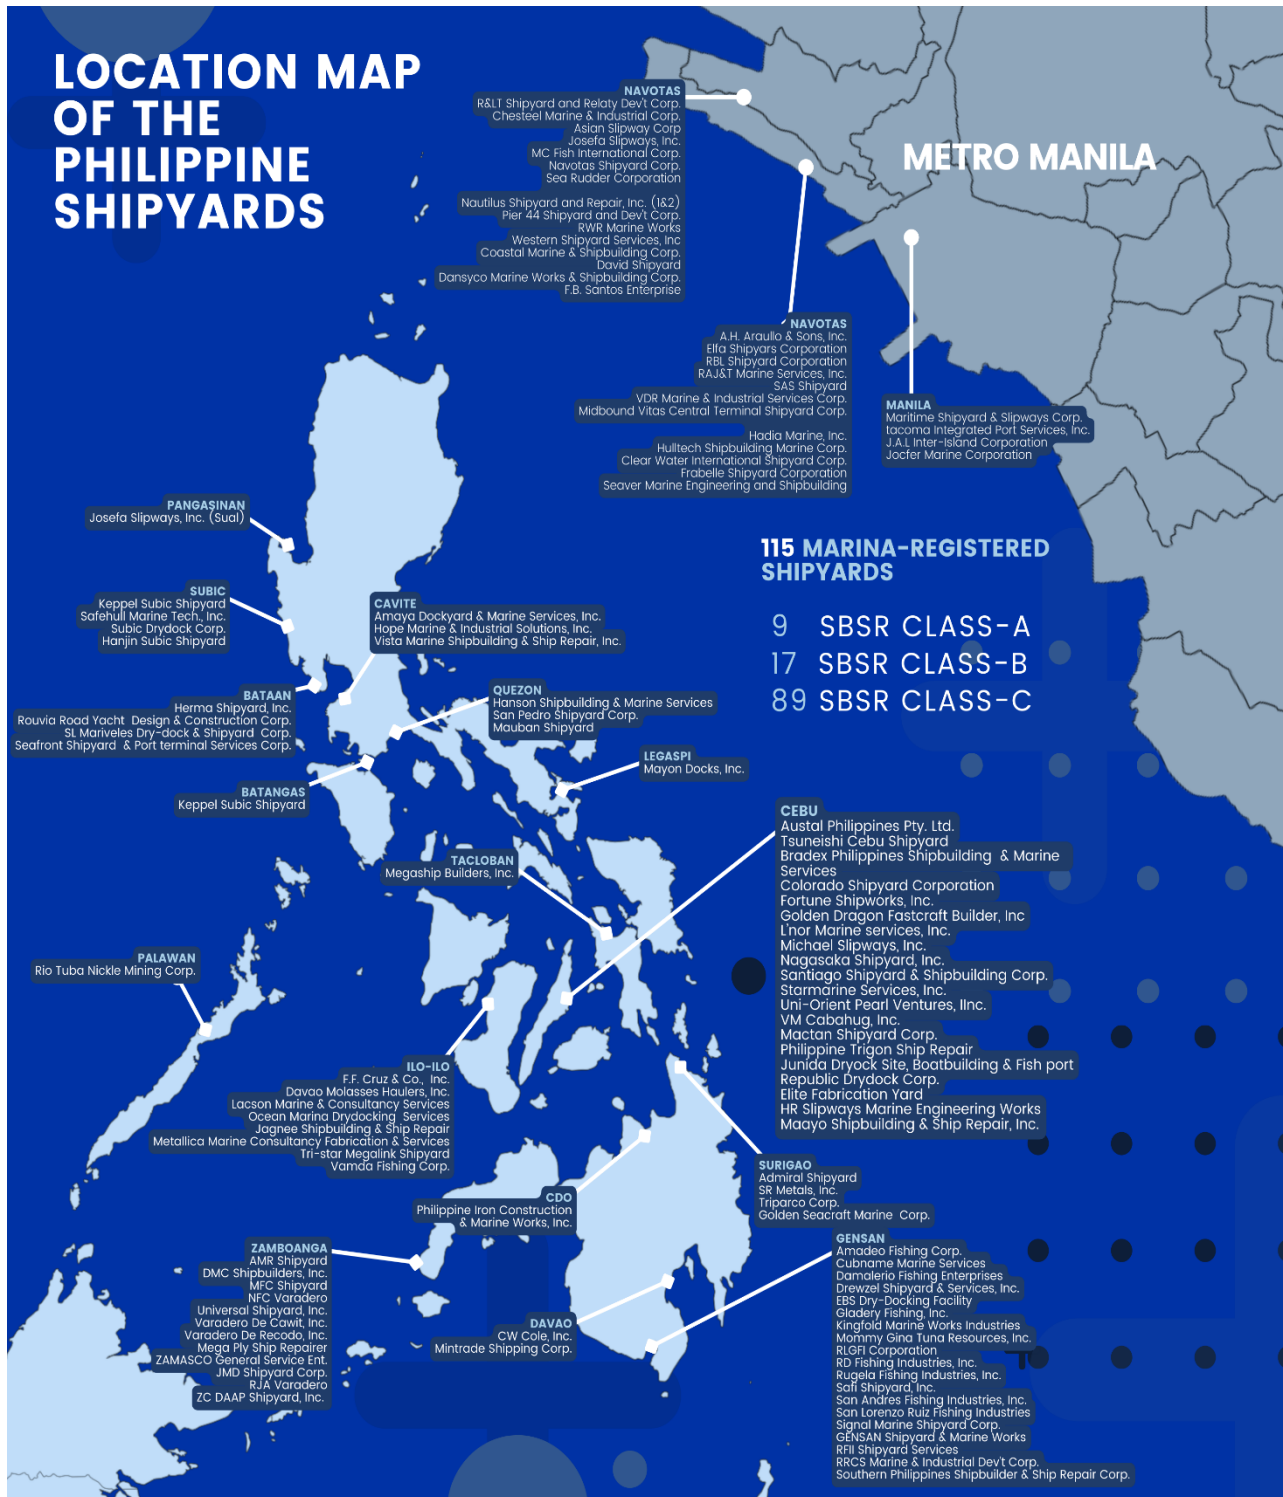 LOCATION MAP
OF THE
PHILIPPINE
SHIPYARDS
NAVOTAS
R&LT Shipyard and Relaty Dev't Corp.
Chesteel Marine & Industrial Corp.
Asian Slipway Corp
Josefa Slipways, Inc.
MC Fish International Corp.
Navotas Shipyard Corp.
Sea Rudder Corporation
Nautilus Shipyard and Repair, Inc. (1&2)
Pier 44 Shipyard and Dev't Corp.
RWR Marine Works
Western Shipyard Services, Inc
Coastal Marine & Shipbuilding Corp.
David Shipyard
Dansyco Marine Works & Shipbuilding Corp.
F.B. Santos Enterprise
METRO MANILA
NAVOTAS
A.H. Araullo & Sons, Inc.
Elfa Shipyars Corporation
RBL Shipyard Corporation
RAJ&T Marine Services, Inc.
SAS Shipyard
VDR Marine & Industrial Services Corp.
Midbound Vitas Central Terminal Shipyard Corp.
Hadia Marine, Inc.
Hulltech Shipbuilding Marine Corp.
Clear Water International Shipyard Corp.
Frabelle Shipyard Corporation
Seaver Marine Engineering and Shipbuilding
MANILA
Maritime Shipyard & Slipways Corp.
tacoma Integrated Port Services, Inc.
J.A.L Inter-Island Corporation
Jocfer Marine Corporation
115 MARINA-REGISTERED
SHIPYARDS
9 SBSR CLASS-A
17 SBSR CLASS-B
89 SBSR CLASS-C
PANGASINAN
Josefa Slipways, Inc. (Sual)
SUBIC
Keppel Subic Shipyard
Safehull Marine Tech., Inc.
Subic Drydock Corp.
Hanjin Subic Shipyard
CAVITE
Amaya Dockyard & Marine Services, Inc.
Hope Marine & Industrial Solutions, Inc.
Vista Marine Shipbuilding & Ship Repair, Inc.
BATAAN
Herma Shipyard, Inc.
Rouvia Road Yacht Design & Construction Corp.
SL Mariveles Dry-dock & Shipyard Corp.
Seafront Shipyard & Port terminal Services Corp.
QUEZON
Hanson Shipbuilding & Marine Services
San Pedro Shipyard Corp.
Mauban Shipyard
LEGASPI
Mayon Docks, Inc.
BATANGAS
Keppel Subic Shipyard
TACLOBAN
Megaship Builders, Inc.
CEBU
Austal Philippines Pty. Ltd.
Tsuneishi Cebu Shipyard
Bradex Philippines Shipbuilding & Marine
Services
Colorado Shipyard Corporation
Fortune Shipworks, Inc.
Golden Dragon Fastcraft Builder, Inc
L'nor Marine services, Inc.
Michael Slipways, Inc.
Nagasaka Shipyard, Inc.
Santiago Shipyard & Shipbuilding Corp.
Starmarine Services, Inc.
Uni-Orient Pearl Ventures, IInc.
VM Cabahug, Inc.
Mactan Shipyard Corp.
Philippine Trigon Ship Repair
Junida Dryock Site, Boatbuilding & Fish port
Republic Drydock Corp.
Elite Fabrication Yard
HR Slipways Marine Engineering Works
Maayo Shipbuilding & Ship Repair, Inc.
PALAWAN
Rio Tuba Nickle Mining Corp.
ILO-ILO
F.F. Cruz & Co., Inc.
Davao Molasses Haulers, Inc.
Lacson Marine & Consultancy Services
Ocean Marina Drydocking Services
Jagnee Shipbuilding & Ship Repair
Metallica Marine Consultancy Fabrication & Services
Tri-star Megalink Shipyard
Vamda Fishing Corp.
CDO
Philippine Iron Construction
& Marine Works, Inc.
SURIGAO
Admiral Shipyard
SR Metals, Inc.
Triparco Corp.
Golden Seacraft Marine Corp.
ZAMBOANGA
AMR Shipyard
DMC Shipbuilders, Inc.
MFC Shipyard
NFC Varadero
Universal Shipyard, Inc.
Varadero De Cawit, Inc.
Varadero De Recodo, Inc.
Mega Ply Ship Repairer
ZAMASCO General Service Ent.
JMD Shipyard Corp.
RJA Varadero
ZC DAAP Shipyard, Inc.
DAVAO
CW Cole, Inc.
Mintrade Shipping Corp.
GENSAN
Amadeo Fishing Corp.
Cubname Marine Services
Damalerio Fishing Enterprises
Drewzel Shipyard & Services, Inc.
EBS Dry-Docking Facility
Gladery Fishing, Inc.
Kingfold Marine Works Industries
Mommy Gina Tuna Resources, Inc.
RLGFI Corporation
RD Fishing Industries, Inc.
Rugela Fishing Industries, Inc.
Safi Shipyard, Inc.
San Andres Fishing Industries, Inc.
San Lorenzo Ruiz Fishing Industries
Signal Marine Shipyard Corp.
GENSAN Shipyard & Marine Works
RFII Shipyard Services
RRCS Marine & Industrial Dev't Corp.
Southern Philippines Shipbuilder & Ship Repair Corp.